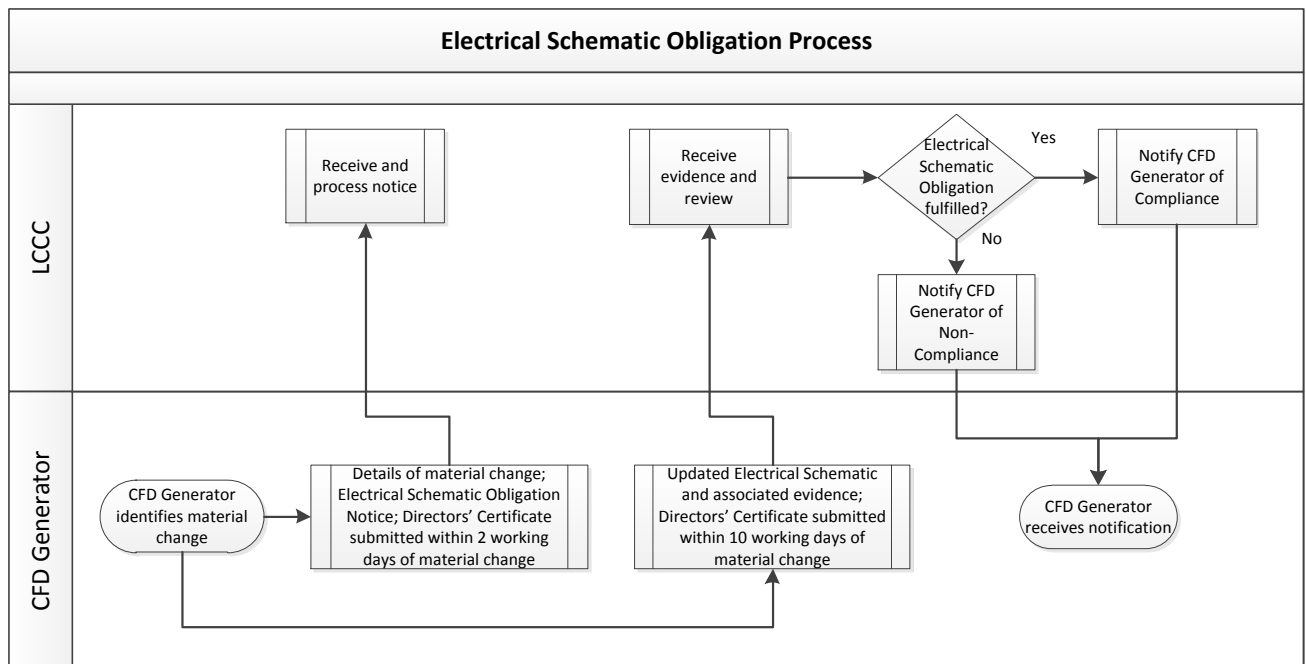 Electrical Schematic Obligation Process
LCCC
Receive and
process notice
Receive
evidence and
review
Electrical
Schematic
Obligation
fulfilled?
Yes
Notify CFD
Generator of
Compliance
No
Notify CFD
Generator of
Non-
Compliance
CFD Generator
CFD Generator
identifies material
change
Details of material change;
Electrical Schematic Obligation
Notice; Directors’ Certificate
submitted within 2 working
days of material change
Updated Electrical Schematic
and associated evidence;
Directors’ Certificate submitted
within 10 working days of
material change
CFD Generator
receives notification